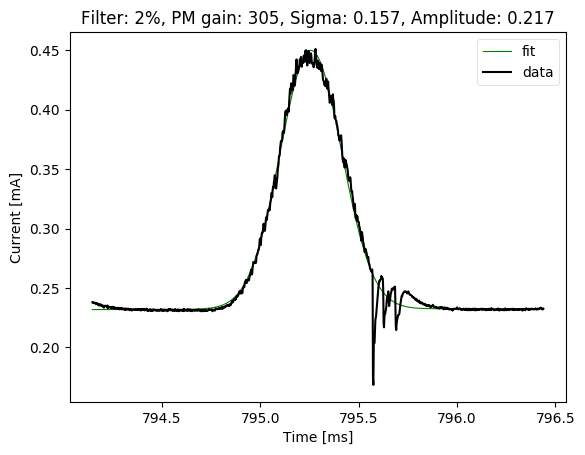 Filter: 2%, PM gain: 305, Sigma: 0.157, Amplitude: 0.217
fit
data
0.45
0.40
0.35
0.30
0.25
0.20
Current [mA]
794.5 795.0 795.5 796.0 796.5
Time [ms]